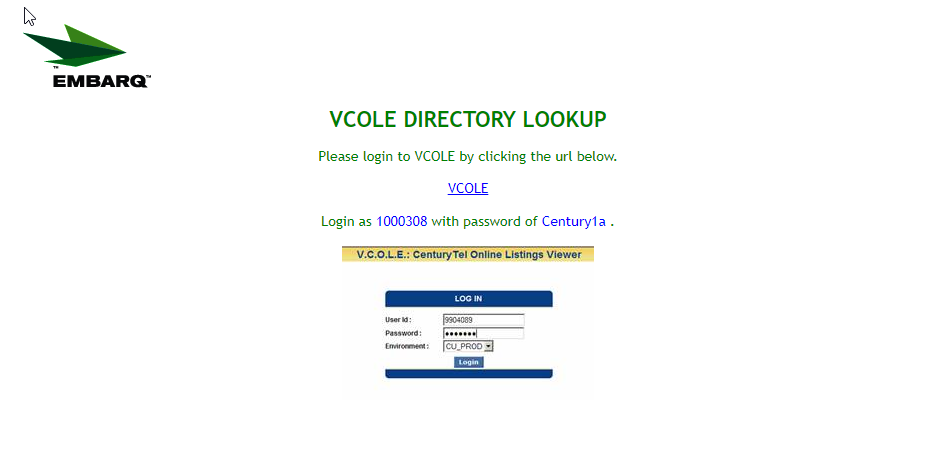 EMBARQ™
VCOLE DIRECTORY LOOKUP
Please login to VCOLE by clicking the url below.
VCOLE
Login as 1000308 with password of Century1a .
V.C.O.L.E.: CenturyTel Online Listings Viewer
LOG IN
User Id : 9904089
Password : •••••••
Environment : CU_PROD
Login